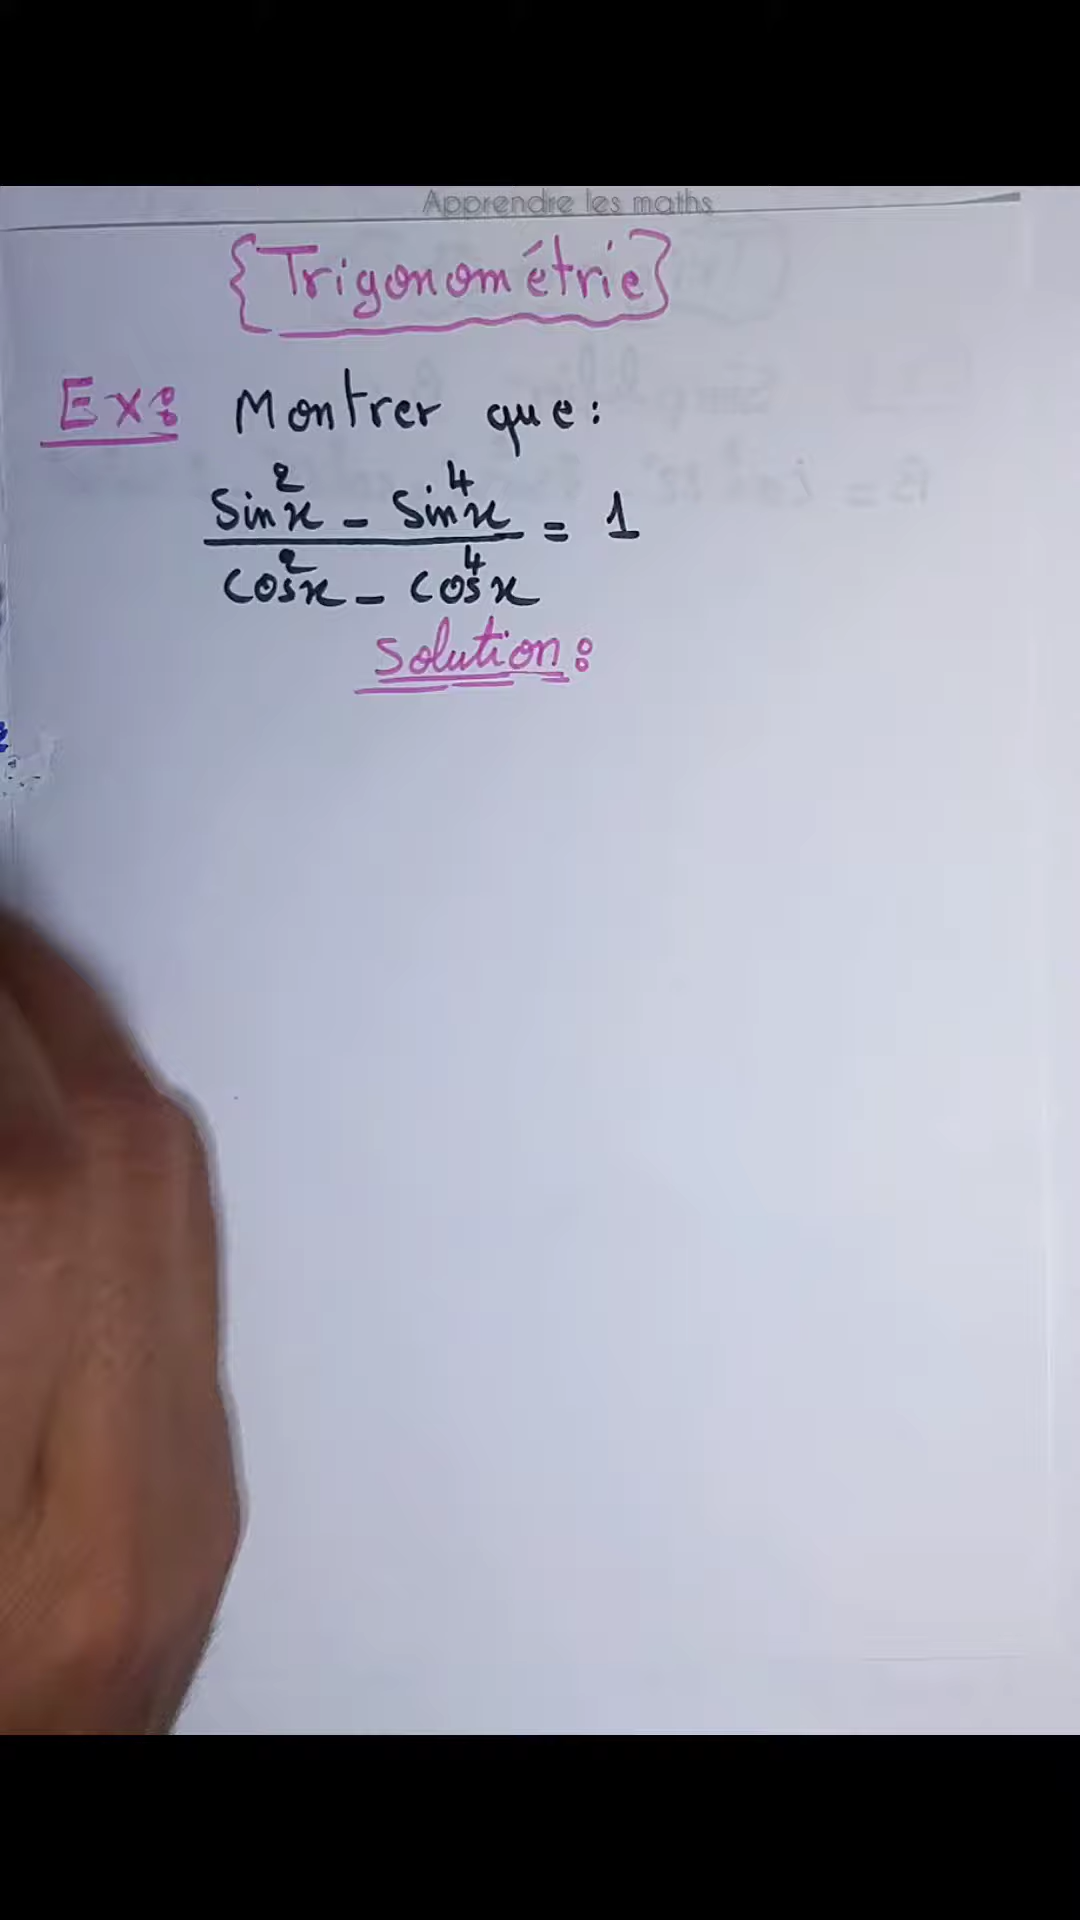 Apprendre les maths
{Trigonométrie}
Ex: Montrer que:
sin²x - sin⁴x / cos²x - cos⁴x = 1
Solution: